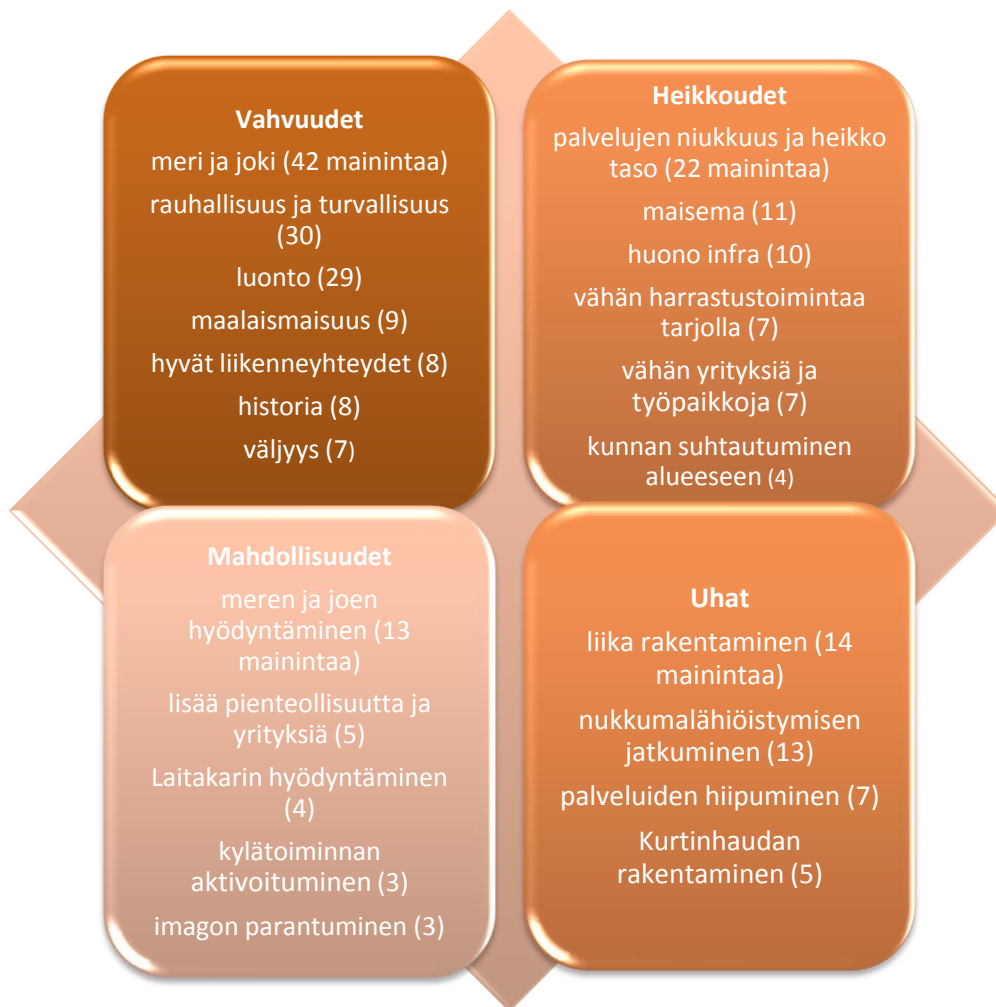 Vahvuudet
meri ja joki (42 mainintaa)
rauhallisuus ja turvallisuus
(30)
luonto (29)
maalaismaisuus (9)
hyvät liikenneyhteydet (8)
historia (8)
väljyys (7)
Heikkoudet
palvelujen niukkuus ja heikko
taso (22 mainintaa)
maisema (11)
huono infra (10)
vähän harrastustoimintaa
tarjolla (7)
vähän yrityksiä ja
työpaikkoja (7)
kunnan suhtautuminen
alueeseen (4)
Mahdollisuudet
meren ja joen
hyödyntäminen (13
mainintaa)
lisää pienteollisuutta ja
yrityksiä (5)
Laitakarin hyödyntäminen
(4)
kylätoiminnan
aktivoituminen (3)
imagon parantuminen (3)
Uhat
liika rakentaminen (14
mainintaa)
nukkumalähiöistymisen
jatkuminen (13)
palveluiden hiipuminen (7)
Kurtinhaudan
rakentaminen (5)